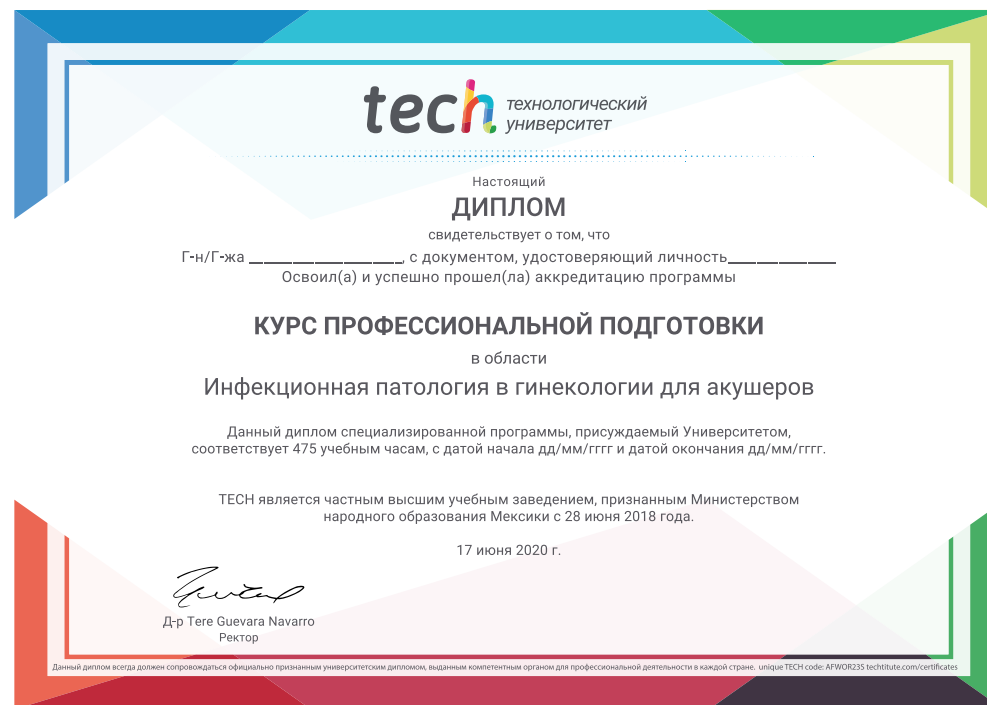 tech технологический университет
Настоящий
ДИПЛОМ
свидетельствует о том, что
Г-н/Г-жа ____________________, с документом, удостоверяющий личность______________
Освоил(а) и успешно прошел(ла) аккредитацию программы
КУРС ПРОФЕССИОНАЛЬНОЙ ПОДГОТОВКИ
в области
Инфекционная патология в гинекологии для акушеров
Данный диплом специализированной программы, присуждаемый Университетом,
соответствует 475 учебным часам, с датой начала дд/мм/гггг и датой окончания дд/мм/гггг.
TECH является частным высшим учебным заведением, признанным Министерством
народного образования Мексики с 28 июня 2018 года.
17 июня 2020 г.
Д-р Tere Guevara Navarro
Ректор
Данный диплом всегда должен сопровождаться официально признанным университетским дипломом, выданным компетентным органом для профессиональной деятельности в каждой стране. unique TECH code: AFWOR235 techtitute.com/certificates